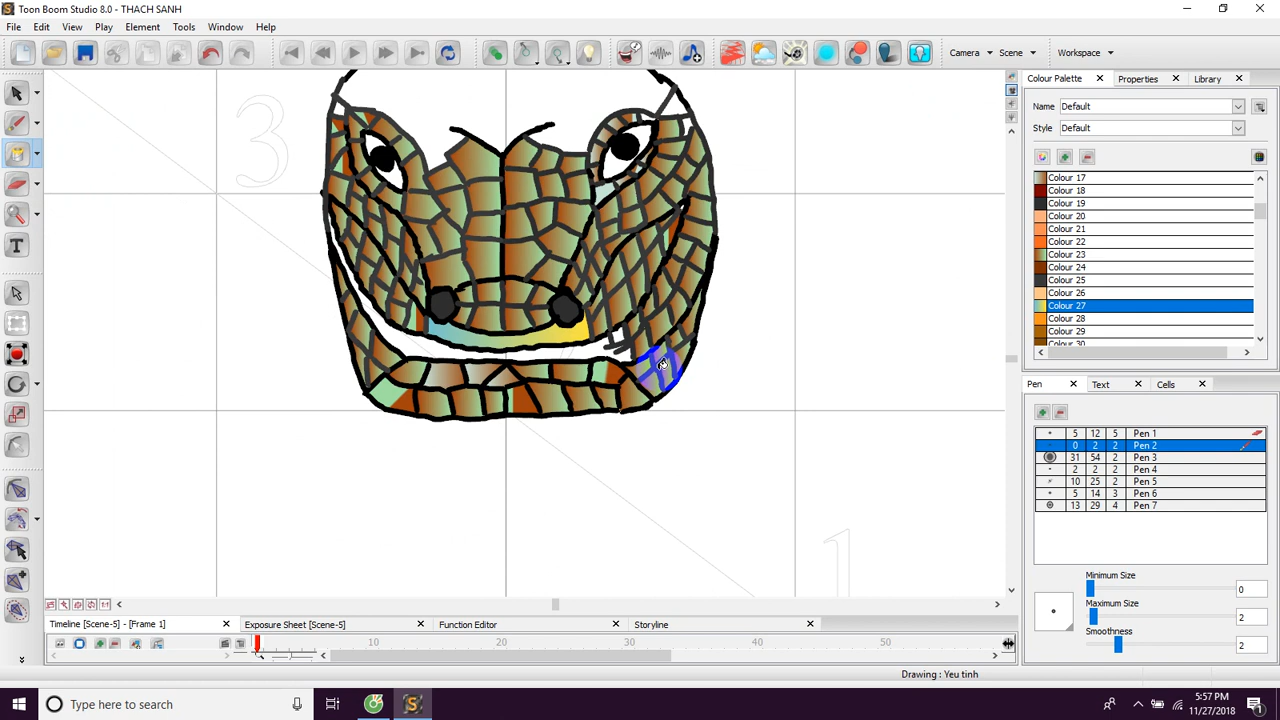 Toon Boom Studio 8.0 - THACH SANH
File Edit View Play Element Tools Window Help
Camera Scene Workspace
Colour Palette Properties Library
Name Default
Style Default
Colour 17
Colour 18
Colour 19
Colour 20
Colour 21
Colour 22
Colour 23
Colour 24
Colour 25
Colour 26
Colour 27
Colour 28
Colour 29
Colour 30
3
1
T
Pen Text Cells
5 12 5 Pen 1
0 2 2 Pen 2
31 54 2 Pen 3
2 2 2 Pen 4
10 25 2 Pen 5
5 14 3 Pen 6
13 29 4 Pen 7
Minimum Size
0
Maximum Size
2
Smoothness
2
Timeline [Scene-5] - [Frame 1] Exposure Sheet [Scene-5] Function Editor Storyline
10 20 30 40 50
Drawing : Yeu tinh
Type here to search
5:57 PM
11/27/2018